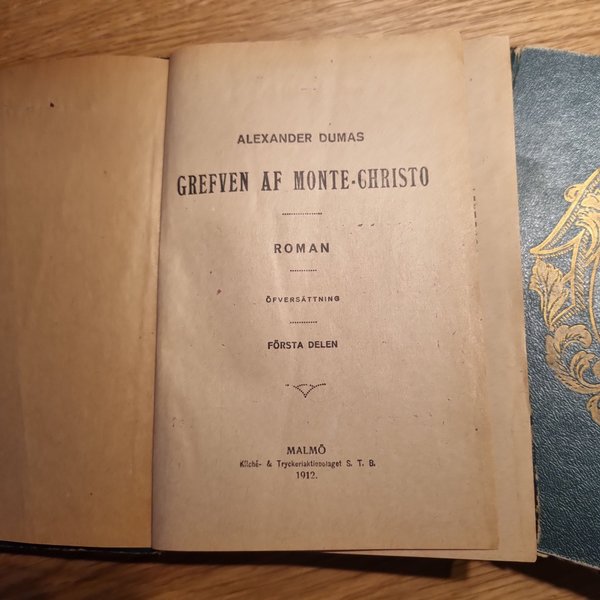 ALEXANDER DUMAS
GREFVEN AF MONTE-CHRISTO
ROMAN
ÖFVERSÄTTNING
FÖRSTA DELEN
MALMÖ
Kliché- & Tryckeriaktiebolaget S. T. B.
1912.